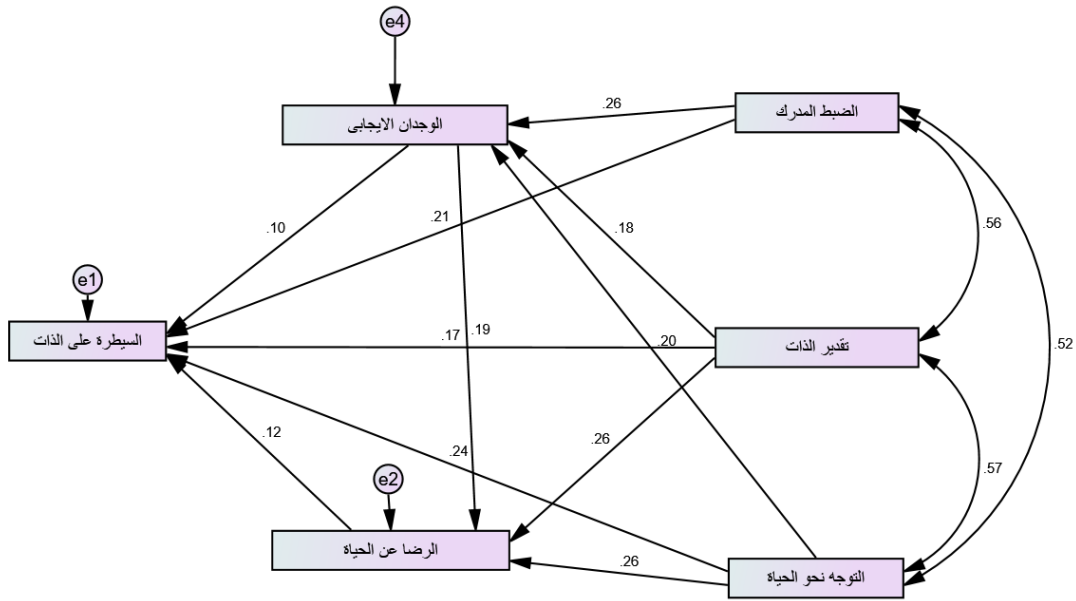 e4
الوجدان الايجابى
.26
الضبط المدرك
.10
.21
.18
.56
e1
السيطرة على الذات
.17
.19
.20
تقدير الذات
.52
.12
.24
.26
.57
e2
الرضا عن الحياة
.26
التوجه نحو الحياة